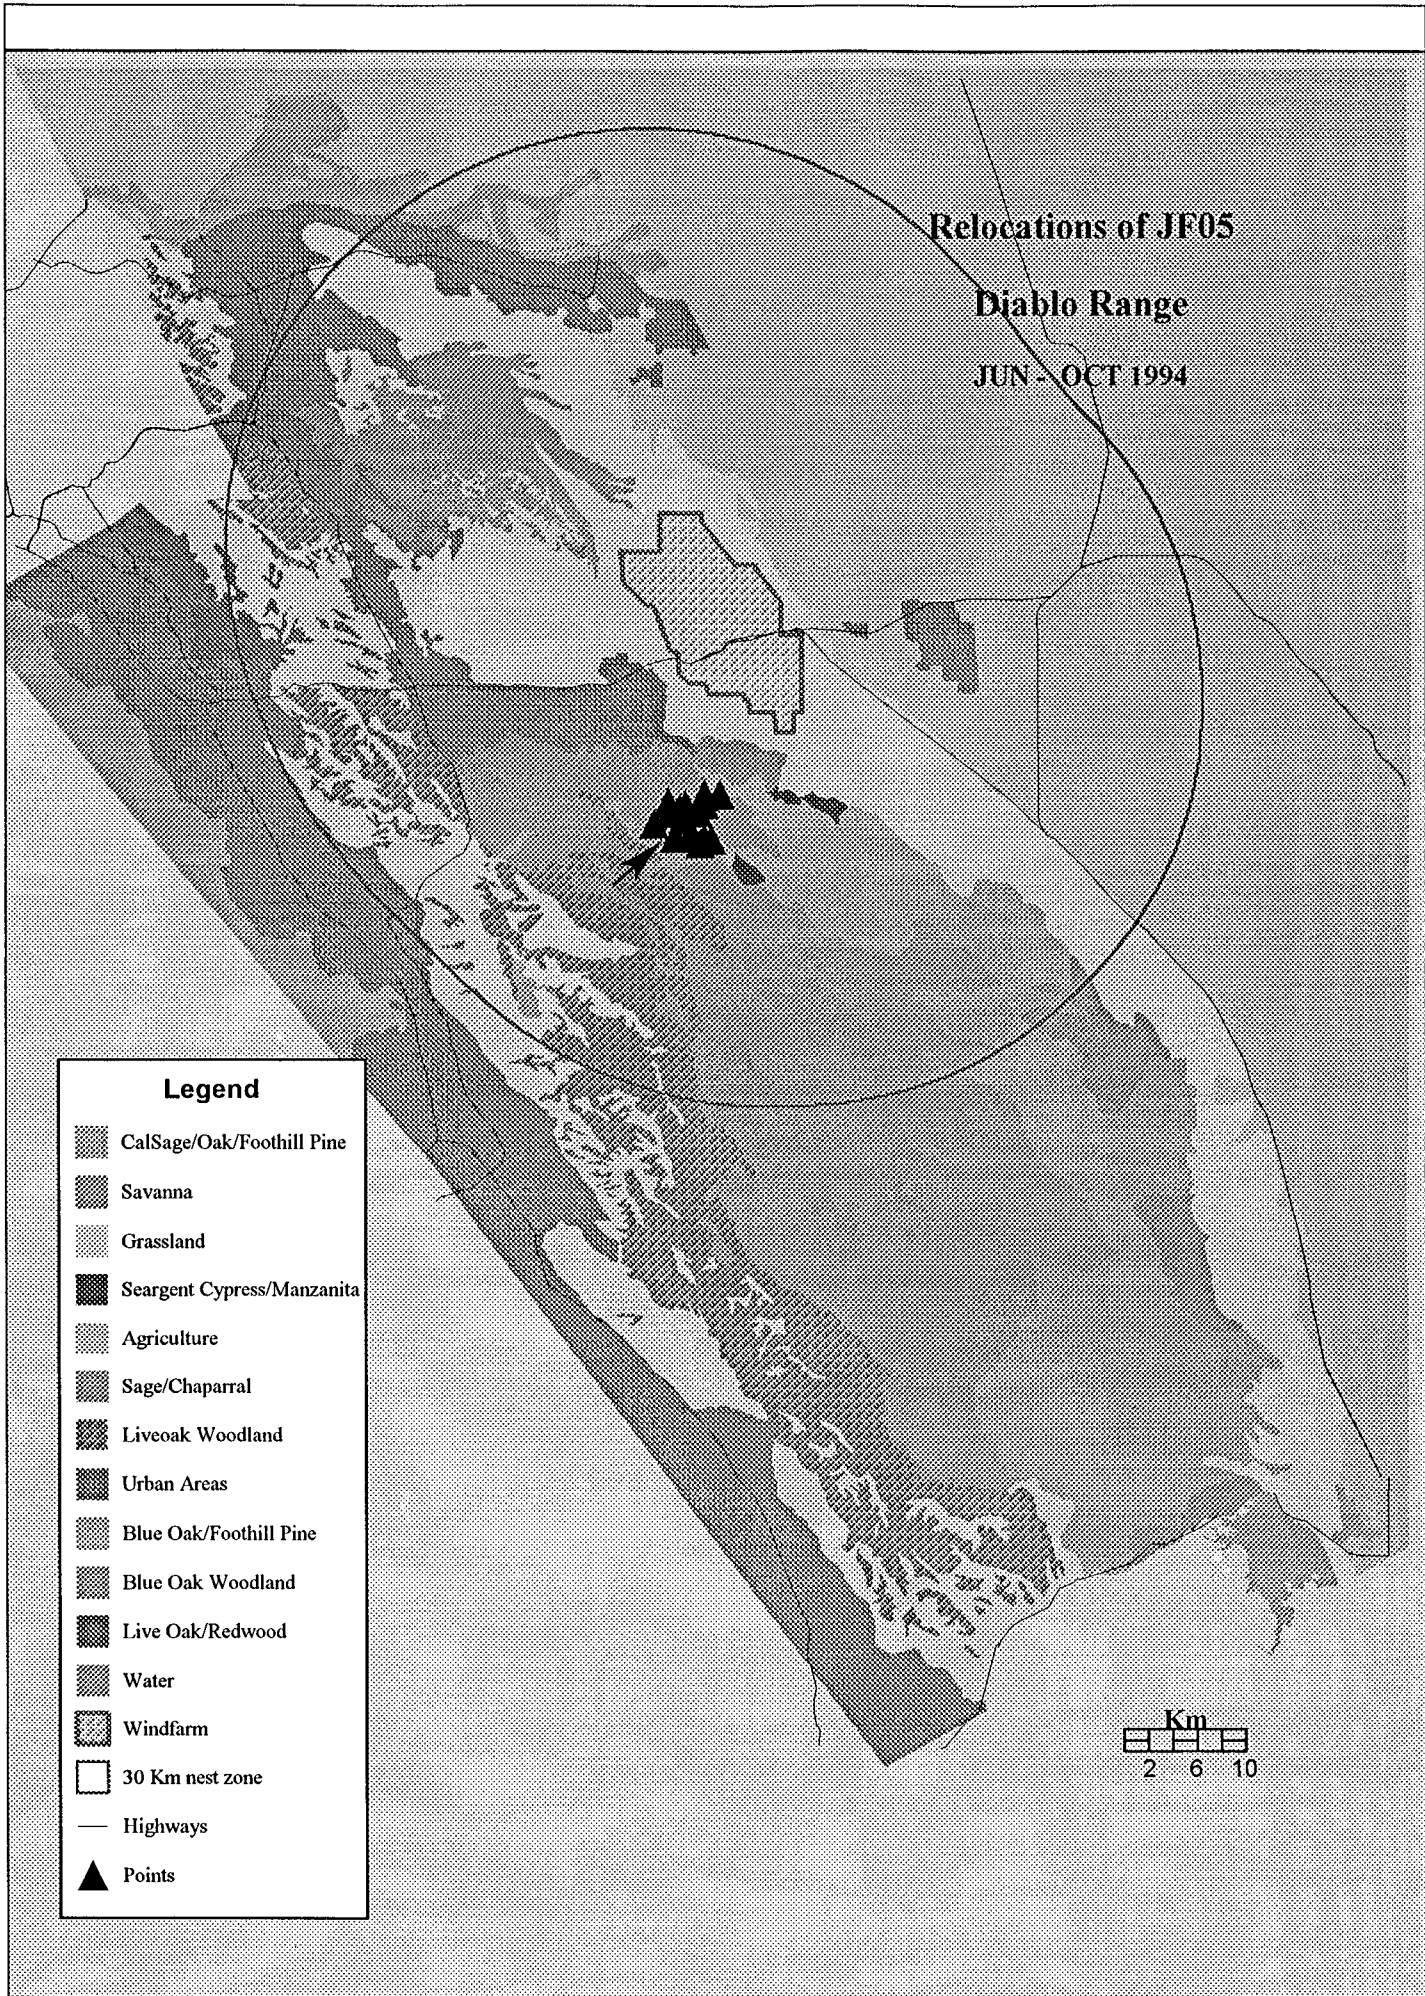 Relocations of JF05
Diablo Range
JUN - OCT 1994
Legend
CalSage/Oak/Foothill Pine
Savanna
Grassland
Seargent Cypress/Manzanita
Agriculture
Sage/Chaparral
Liveoak Woodland
Urban Areas
Blue Oak/Foothill Pine
Blue Oak Woodland
Live Oak/Redwood
Water
Windfarm
30 Km nest zone
Highways
Points
Km
2 6 10